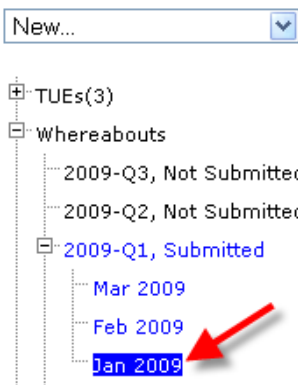 New...
TUEs(3)
Whereabouts
2009-Q3, Not Submitted
2009-Q2, Not Submitted
2009-Q1, Submitted
Mar 2009
Feb 2009
Jan 2009